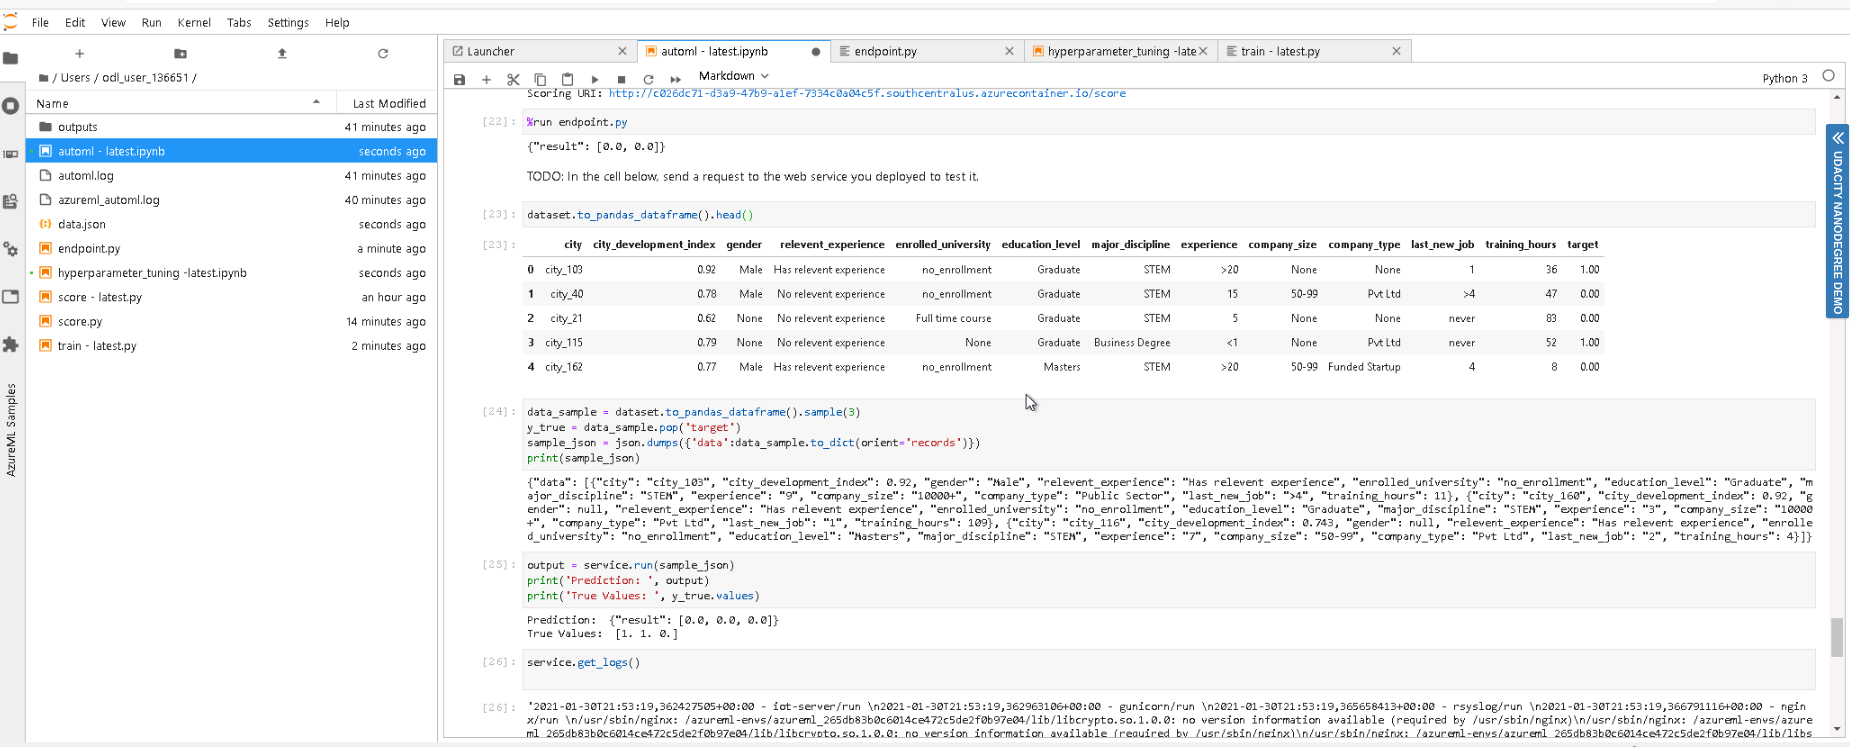 File Edit View Run Kernel Tabs Settings Help
/ Users / odl_user_136651 /
Name Last Modified
outputs 41 minutes ago
automl - latest.ipynb seconds ago
automl.log 41 minutes ago
azureml_automl.log 40 minutes ago
data.json seconds ago
endpoint.py a minute ago
hyperparameter_tuning -latest.ipynb seconds ago
score - latest.py an hour ago
score.py 14 minutes ago
train - latest.py 2 minutes ago
AzureML Samples
Launcher automl - latest.ipynb endpoint.py hyperparameter_tuning -late train - latest.py
Markdown Python 3
Scoring URI: http://c026dc71-d3a9-47b9-a1ef-7334c0a04c5f.southcentralus.azurecontainer.io/score
[22]: %run endpoint.py
{"result": [0.0, 0.0]}
TODO: In the cell below, send a request to the web service you deployed to test it.
[23]: dataset.to_pandas_dataframe().head()
[23]: city city_development_index gender relevent_experience enrolled_university education_level major_discipline experience company_size company_type last_new_job training_hours target
0 city_103 0.92 Male Has relevent experience no_enrollment Graduate STEM >20 None None 1 36 1.00
1 city_40 0.78 Male No relevent experience no_enrollment Graduate STEM 15 50-99 Pvt Ltd >4 47 0.00
2 city_21 0.62 None No relevent experience Full time course Graduate STEM 5 None None never 83 0.00
3 city_115 0.79 None No relevent experience None Graduate Business Degree <1 None Pvt Ltd never 52 1.00
4 city_162 0.77 Male Has relevent experience no_enrollment Masters STEM >20 50-99 Funded Startup 4 8 0.00
[24]: data_sample = dataset.to_pandas_dataframe().sample(3)
y_true = data_sample.pop('target')
sample_json = json.dumps({'data':data_sample.to_dict(orient='records')})
print(sample_json)
{"data": [{"city": "city_103", "city_development_index": 0.92, "gender": "Male", "relevent_experience": "Has relevent experience", "enrolled_university": "no_enrollment", "education_level": "Graduate", "m
ajor_discipline": "STEM", "experience": "9", "company_size": "10000+", "company_type": "Public Sector", "last_new_job": ">4", "training_hours": 11}, {"city": "city_160", "city_development_index": 0.92, "g
ender": null, "relevent_experience": "Has relevent experience", "enrolled_university": "no_enrollment", "education_level": "Graduate", "major_discipline": "STEM", "experience": "3", "company_size": "10000
+", "company_type": "Pvt Ltd", "last_new_job": "1", "training_hours": 109}, {"city": "city_116", "city_development_index": 0.743, "gender": null, "relevent_experience": "Has relevent experience", "enrolle
d_university": "no_enrollment", "education_level": "Masters", "major_discipline": "STEM", "experience": "7", "company_size": "50-99", "company_type": "Pvt Ltd", "last_new_job": "2", "training_hours": 4}]}
[25]: output = service.run(sample_json)
print('Prediction: ', output)
print('True Values: ', y_true.values)
Prediction: {"result": [0.0, 0.0, 0.0]}
True Values: [1. 1. 0.]
[26]: service.get_logs()
[26]: '2021-01-30T21:53:19,362427505+00:00 - iot-server/run \n2021-01-30T21:53:19,362963106+00:00 - gunicorn/run \n2021-01-30T21:53:19,365658413+00:00 - rsyslog/run \n2021-01-30T21:53:19,366791116+00:00 - ngin
x/run \n/usr/sbin/nginx: /azureml-envs/azureml_265db83b0c6014ce472c5de2f0b97e04/lib/libcrypto.so.1.0.0: no version information available (required by /usr/sbin/nginx)\n/usr/sbin/nginx: /azureml-envs/azure
ml_265db83b0c6014ce472c5de2f0b97e04/lib/libcrypto.so.1.0.0: no version information available (required by /usr/sbin/nginx)\n/usr/sbin/nginx: /azureml-envs/azureml_265db83b0c6014ce472c5de2f0b97e04/lib/libs
UDACITY NANODEGREE DEMO